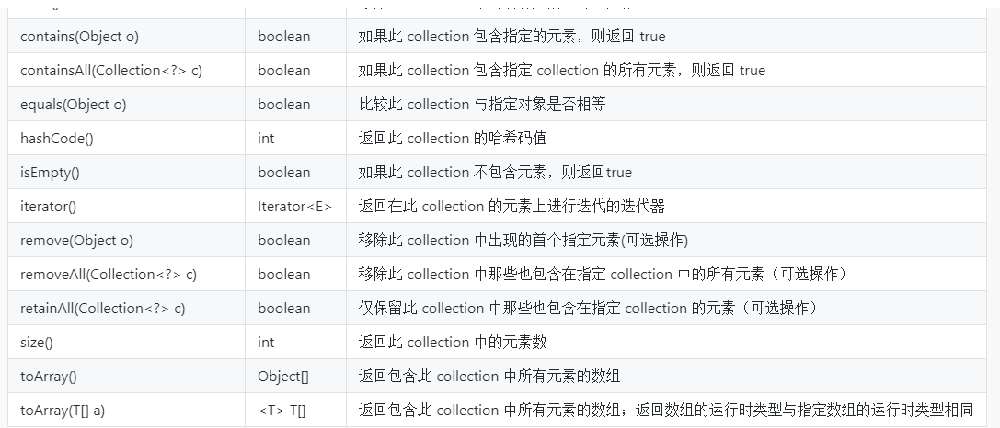 contains(Object o) boolean 如果此 collection 包含指定的元素，则返回 true
containsAll(Collection<?> c) boolean 如果此 collection 包含指定 collection 的所有元素，则返回 true
equals(Object o) boolean 比较此 collection 与指定对象是否相等
hashCode() int 返回此 collection 的哈希码值
isEmpty() boolean 如果此 collection 不包含元素，则返回true
iterator() Iterator<E> 返回在此 collection 的元素上进行迭代的迭代器
remove(Object o) boolean 移除此 collection 中出现的首个指定元素(可选操作)
removeAll(Collection<?> c) boolean 移除此 collection 中那些也包含在指定 collection 中的所有元素（可选操作）
retainAll(Collection<?> c) boolean 仅保留此 collection 中那些也包含在指定 collection 的元素（可选操作）
size() int 返回此 collection 中的元素数
toArray() Object[] 返回包含此 collection 中所有元素的数组
toArray(T[] a) <T> T[] 返回包含此 collection 中所有元素的数组；返回数组的运行时类型与指定数组的运行时类型相同